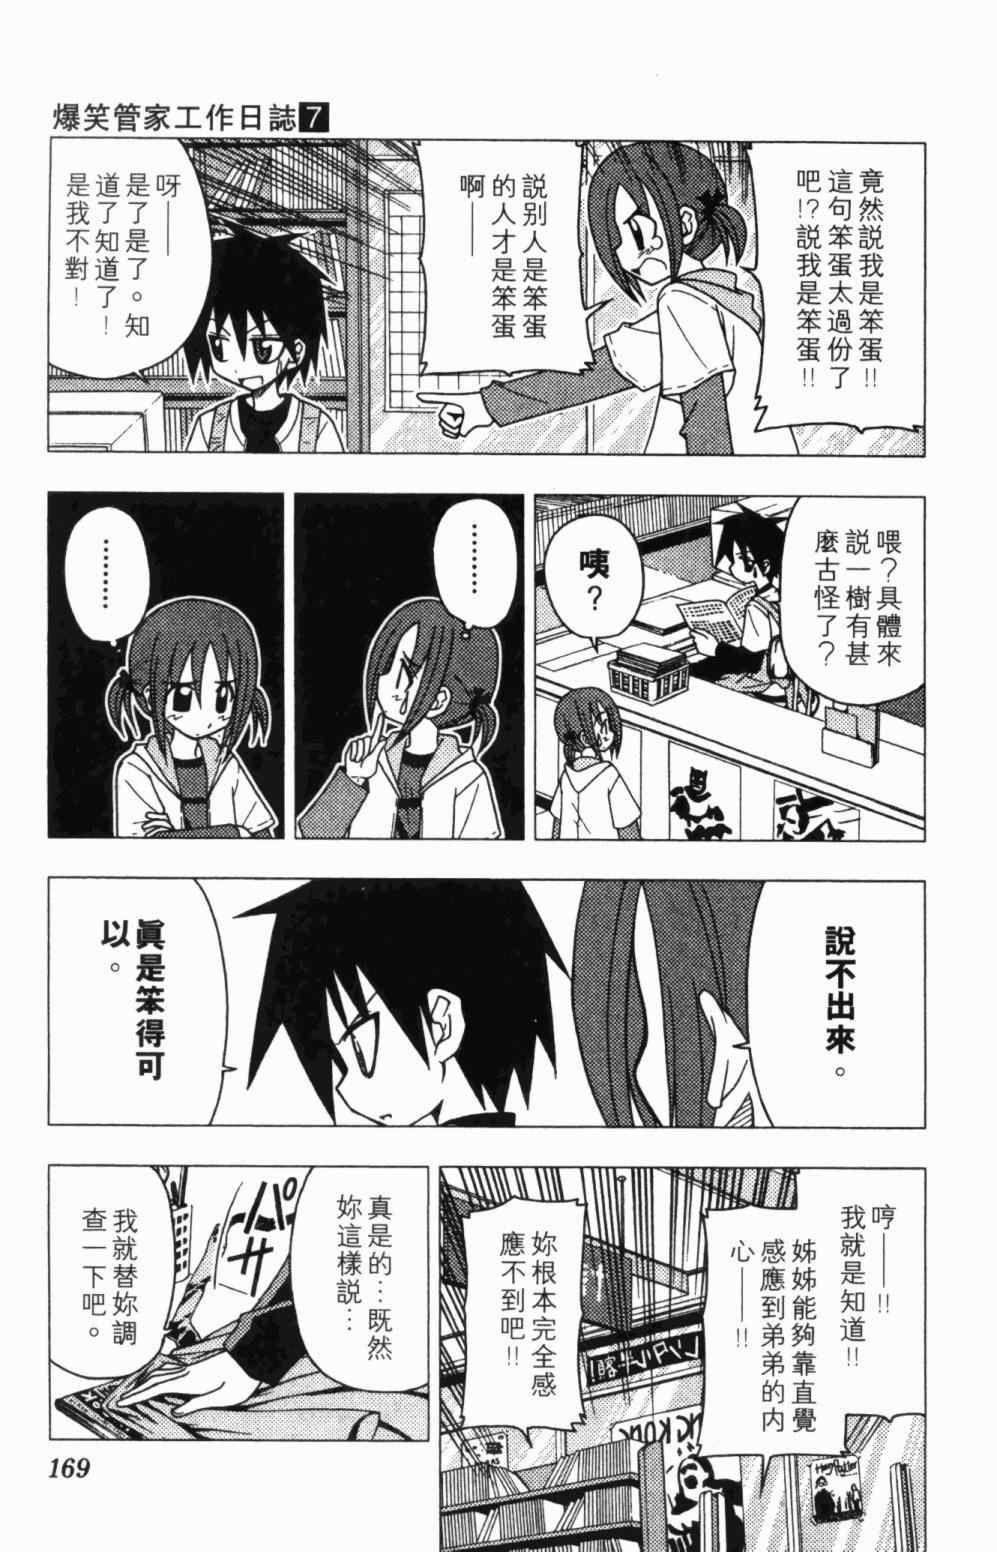 爆笑管家工作日誌7
竟然說我是笨蛋!!
這句笨蛋太過份了
吧!?說我是笨蛋!!
說別人是笨蛋
的人才是笨蛋
啊——
呀——
是了是了。知
道了知道了!
是我不對!
喂?具體來
說一樹有甚
麼古怪了?
咦?
………
………
說不出來。
眞是笨得可
以。
哼——!!
我就是知道!!
姊姊能夠靠直覺
感應到弟弟的內
心——!!
妳根本完全感
應不到吧!!
Harry Potter
真是的…既然
妳這樣說…
パサ
我就替妳調
查一下吧。
169